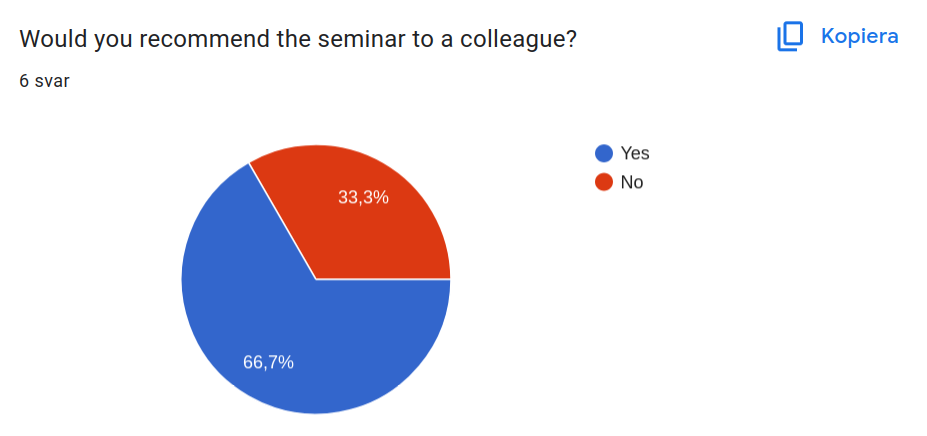 Would you recommend the seminar to a colleague?
Kopiera
6 svar
Yes
No
33,3%
66,7%